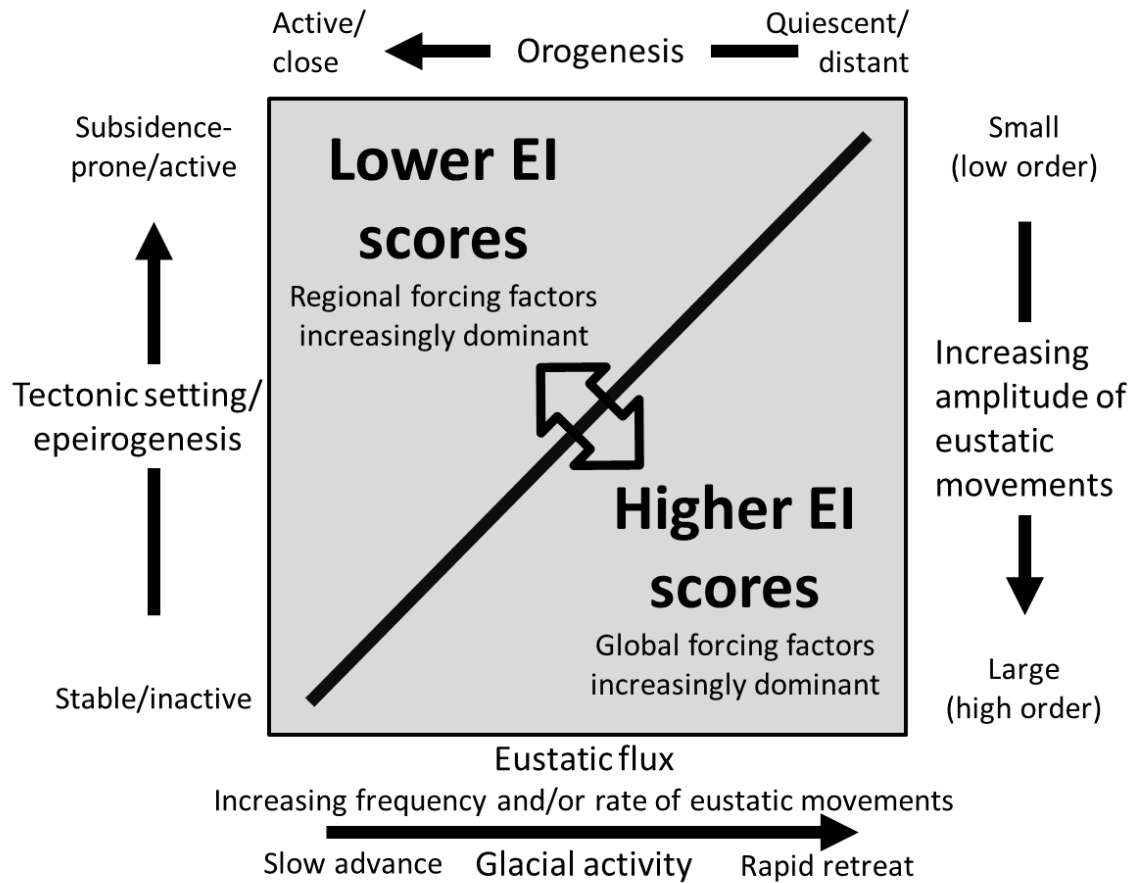 Active/
close
Orogenesis
Quiescent/
distant
Subsidence-
prone/active
Tectonic setting/
epeirogenesis
Stable/inactive
Lower EI
scores
Regional forcing factors
increasingly dominant
Higher EI
scores
Global forcing factors
increasingly dominant
Small
(low order)
Increasing
amplitude of
eustatic
movements
Large
(high order)
Eustatic flux
Increasing frequency and/or rate of eustatic movements
Slow advance
Glacial activity
Rapid retreat